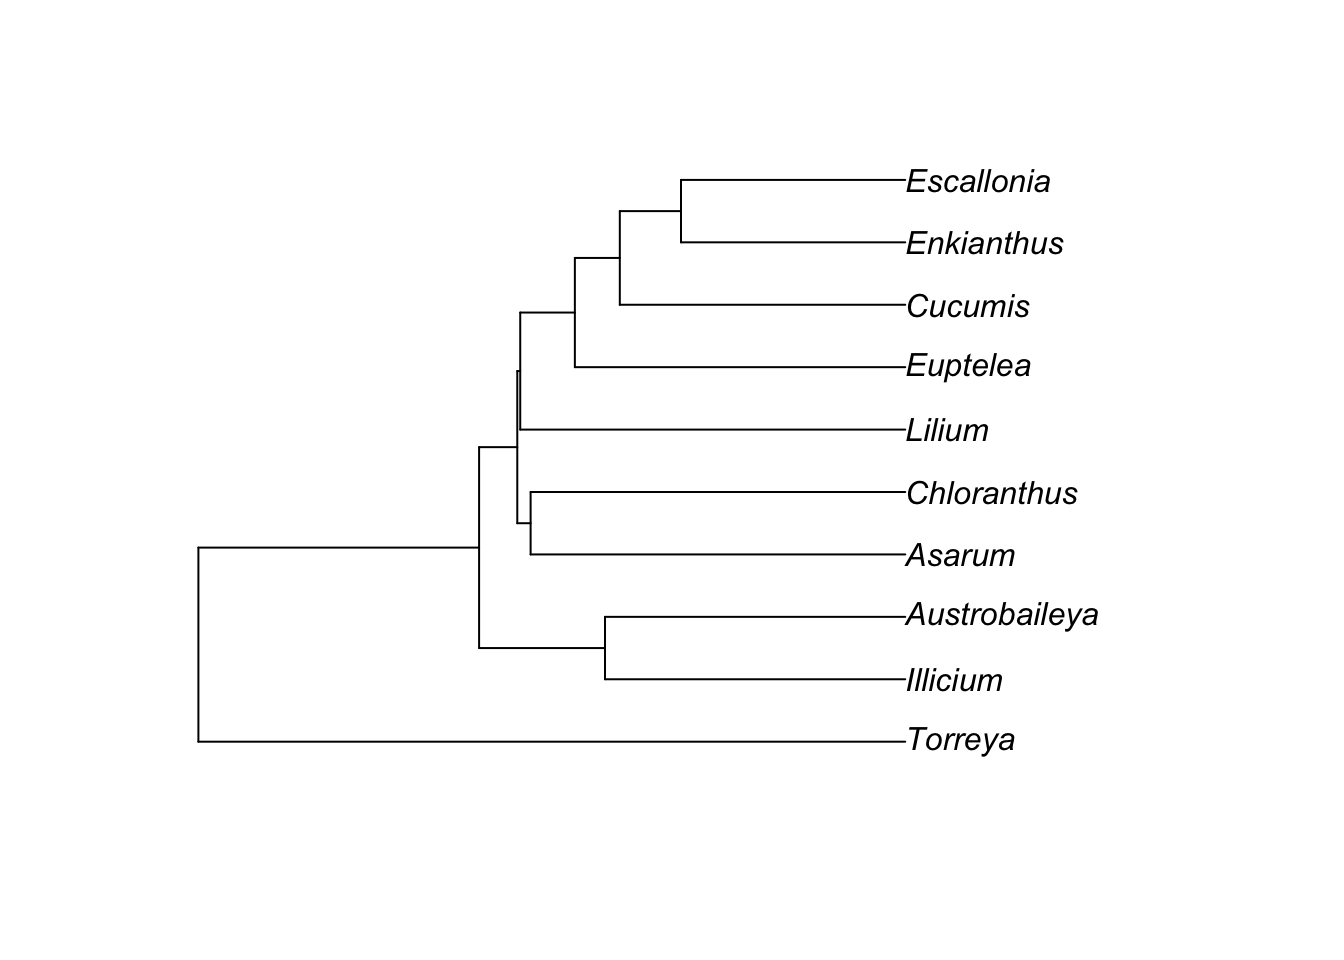 Escallonia
Enkianthus
Cucumis
Euptelea
Lilium
Chloranthus
Asarum
Austrobaileya
Illicium
Torreya